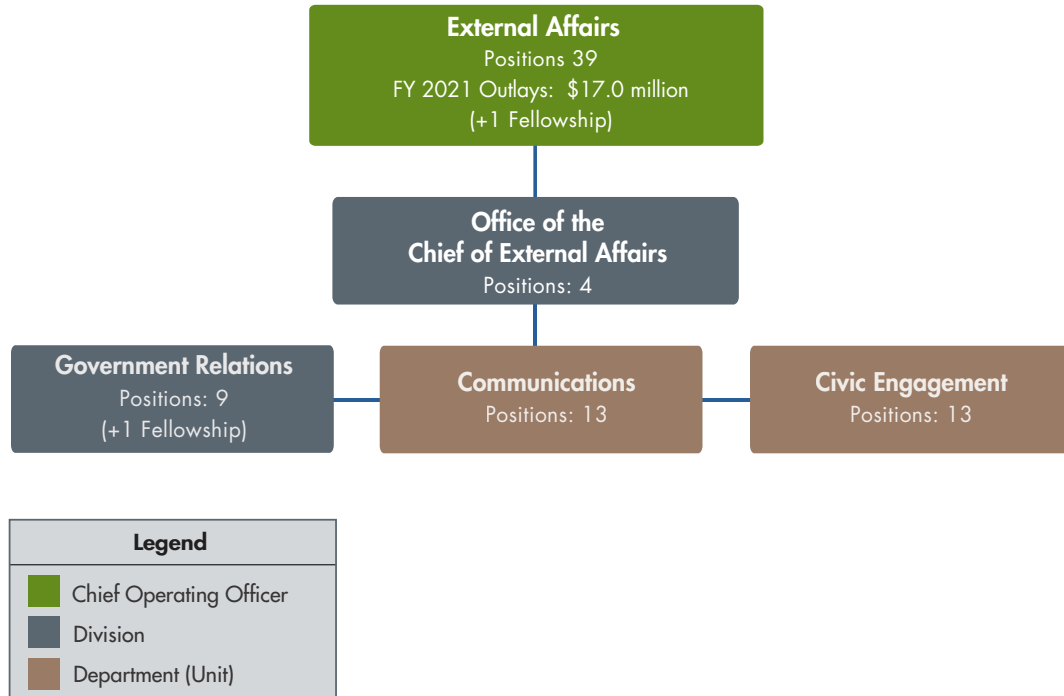 External Affairs
Positions 39
FY 2021 Outlays: $17.0 million
(+1 Fellowship)
Office of the
Chief of External Affairs
Positions: 4
Government Relations
Positions: 9
(+1 Fellowship)
Communications
Positions: 13
Civic Engagement
Positions: 13
Legend
Chief Operating Officer
Division
Department (Unit)